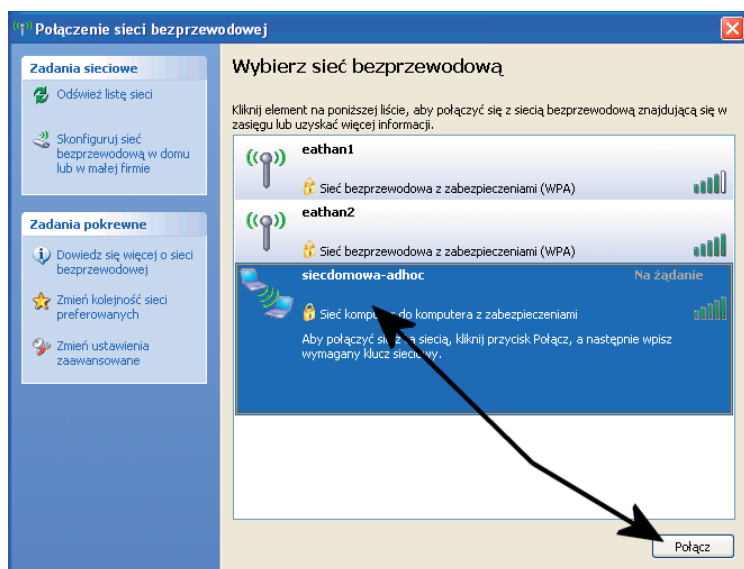 Połączenie sieci bezprzewodowej
Zadania sieciowe
Odśwież listę sieci
Skonfiguruj sieć
bezprzewodową w domu
lub w małej firmie
Zadania pokrewne
Dowiedz się więcej o sieci
bezprzewodowej
Zmień kolejność sieci
preferowanych
Zmień ustawienia
zaawansowane
Wybierz sieć bezprzewodową
Kliknij element na poniższej liście, aby połączyć się z siecią bezprzewodową znajdującą się w
zasięgu lub uzyskać więcej informacji.
eathan1
Sieć bezprzewodowa z zabezpieczeniami (WPA)
eathan2
Sieć bezprzewodowa z zabezpieczeniami (WPA)
siecdomowa-adhoc Na żądanie
Sieć komputer do komputera z zabezpieczeniami
Aby połączyć się z tą siecią, kliknij przycisk Połącz, a następnie wpisz
wymagany klucz sieciowy.
Połącz